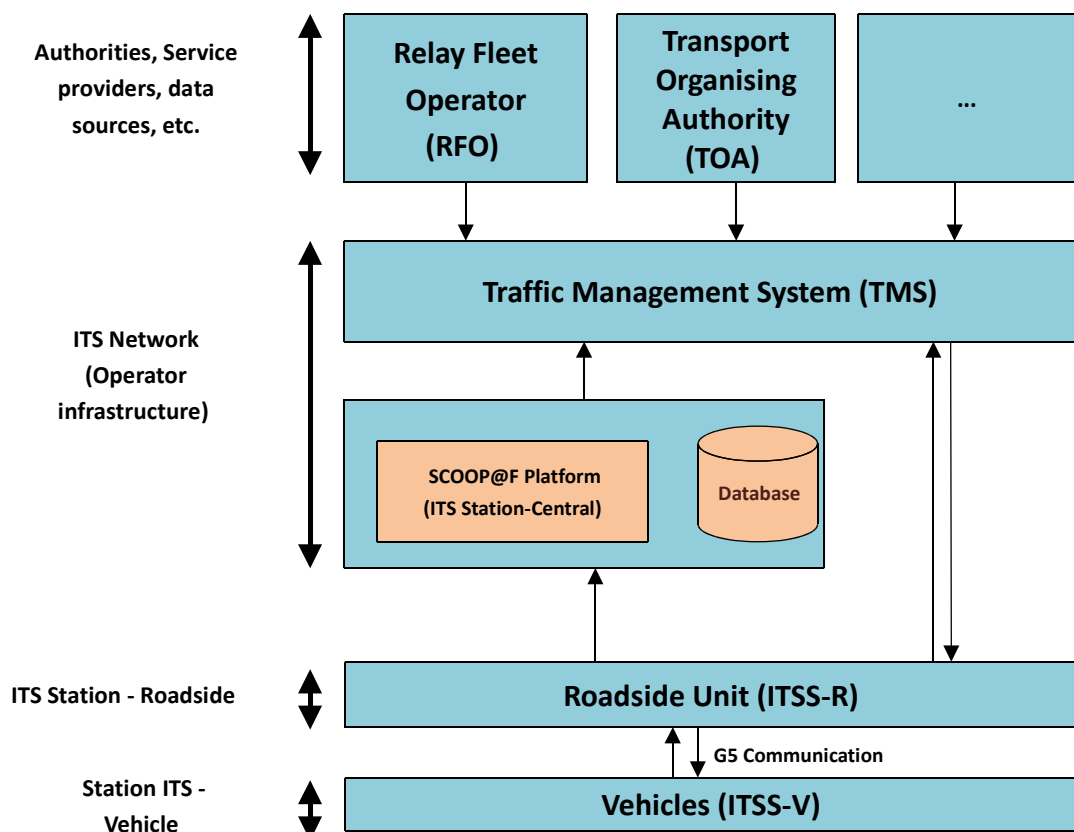 Authorities, Service
providers, data
sources, etc.
Relay Fleet
Operator
(RFO)
Transport
Organising
Authority
(TOA)
...
Traffic Management System (TMS)
ITS Network
(Operator
infrastructure)
SCOOP@F Platform
(ITS Station-Central)
Database
ITS Station - Roadside
Roadside Unit (ITSS-R)
G5 Communication
Station ITS -
Vehicle
Vehicles (ITSS-V)